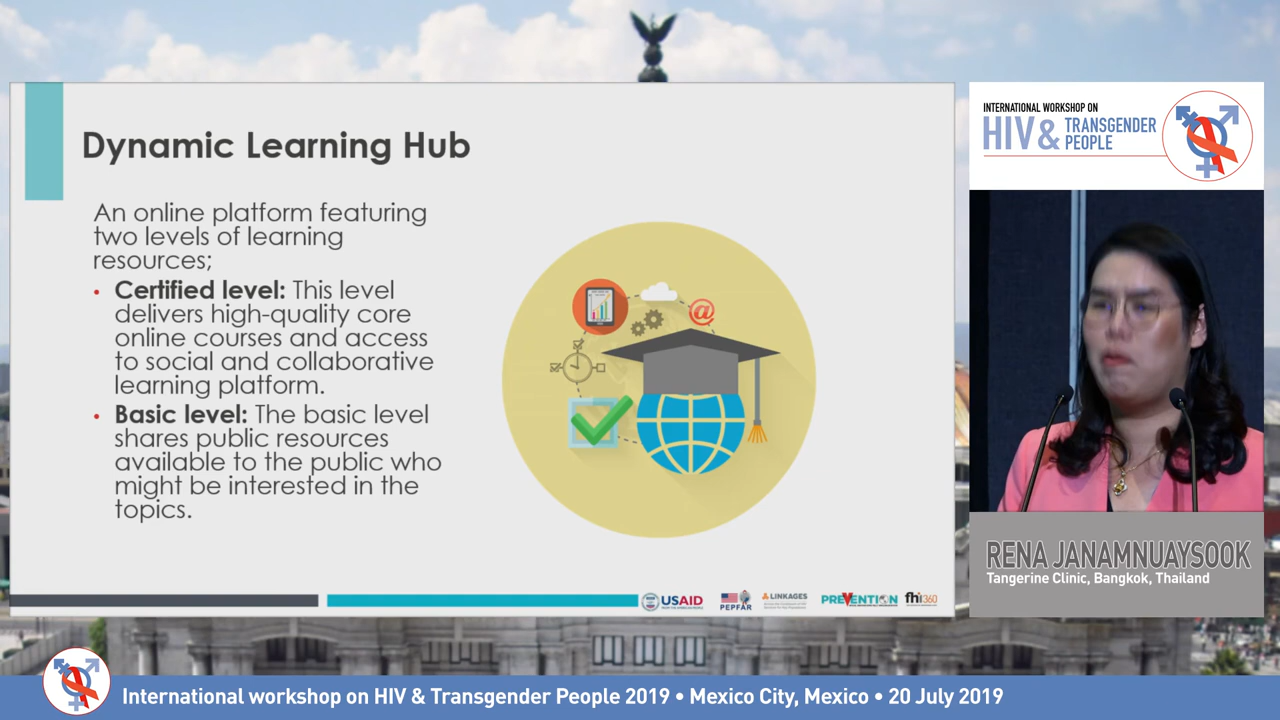 Dynamic Learning Hub
An online platform featuring
two levels of learning
resources;
• Certified level: This level
delivers high-quality core
online courses and access
to social and collaborative
learning platform.
• Basic level: The basic level
shares public resources
available to the public who
might be interested in the
topics.
@
USAID
PEPFAR
LINKAGES
PREVENTION
fhi360
INTERNATIONAL WORKSHOP ON
HIV & TRANSGENDER
PEOPLE
RENA JANAMNUAYSOOK
Tangerine Clinic, Bangkok, Thailand
International workshop on HIV & Transgender People 2019 • Mexico City, Mexico • 20 July 2019